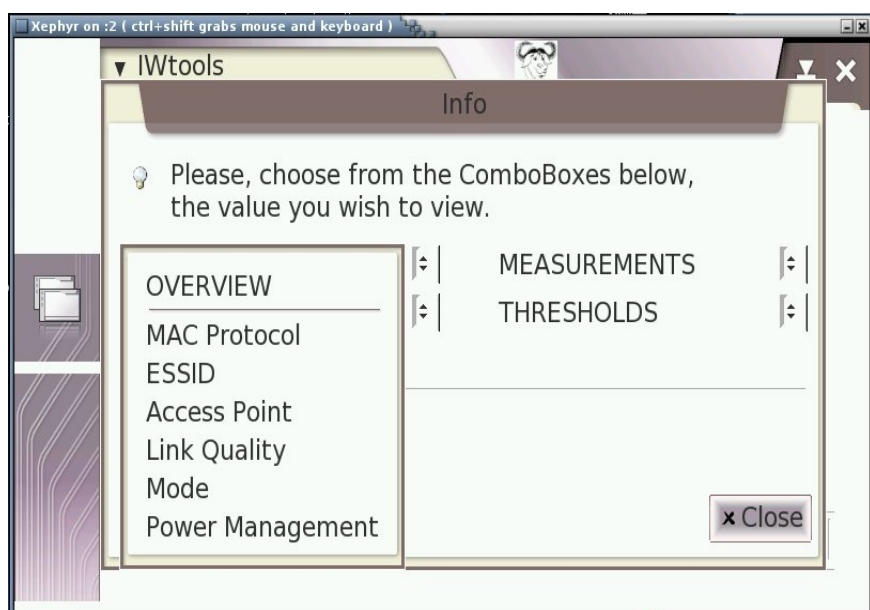 Xephyr on :2 ( ctrl+shift grabs mouse and keyboard )
IWtools
Info
Please, choose from the ComboBoxes below,
the value you wish to view.
OVERVIEW
MAC Protocol
ESSID
Access Point
Link Quality
Mode
Power Management
MEASUREMENTS
THRESHOLDS
Close